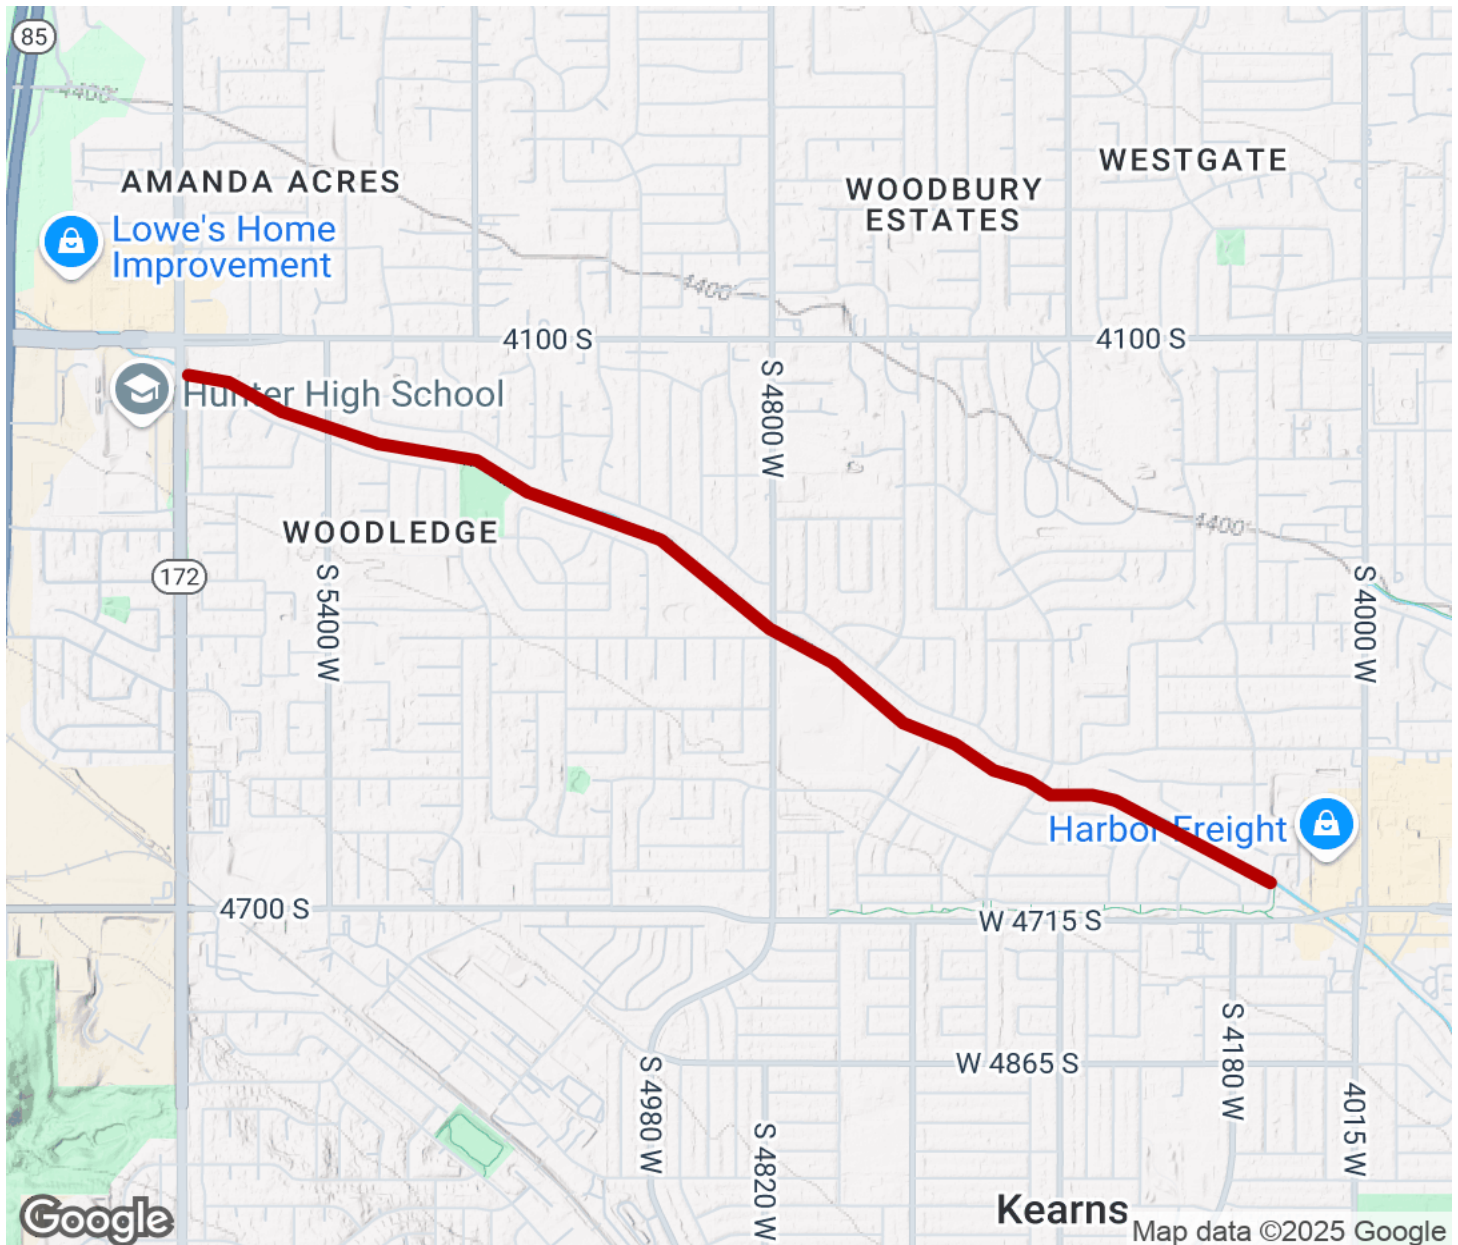 85
4400'
AMANDA ACRES
WESTGATE
WOODBURY
ESTATES
Lowe's Home
Improvement
4400'
4100 S
4100 S
Hunter High School
S 4800 W
4400'
WOODLEDGE
172
S 5400 W
S 4000 W
Harbor Freight
4700 S
W 4715 S
S 4180 W
W 4865 S
S 4980 W
4015 W
S 4820 W
Kearns
Google
Map data ©2025 Google